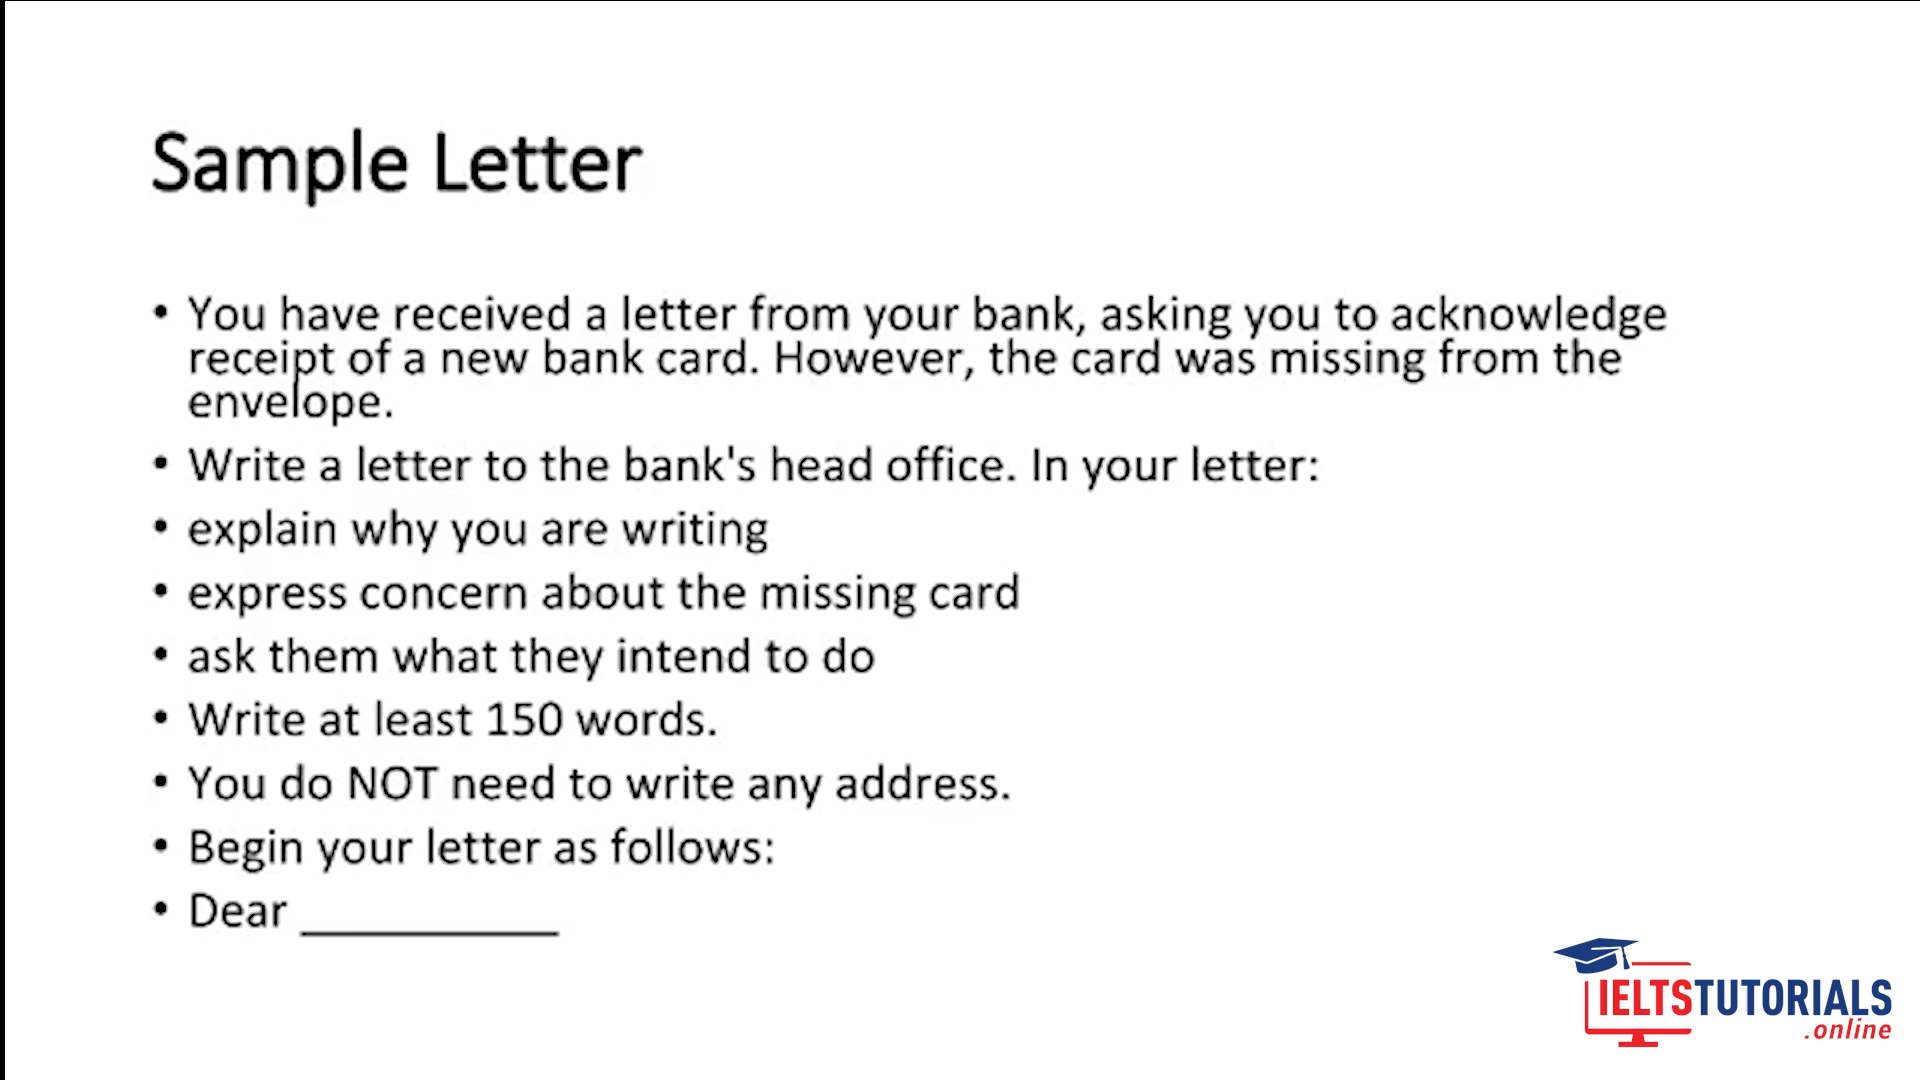 Sample Letter
• You have received a letter from your bank, asking you to acknowledge
receipt of a new bank card. However, the card was missing from the
envelope.
• Write a letter to the bank's head office. In your letter:
• explain why you are writing
• express concern about the missing card
• ask them what they intend to do
• Write at least 150 words.
• You do NOT need to write any address.
• Begin your letter as follows:
• Dear __________
IELTSTUTORIALS
.online